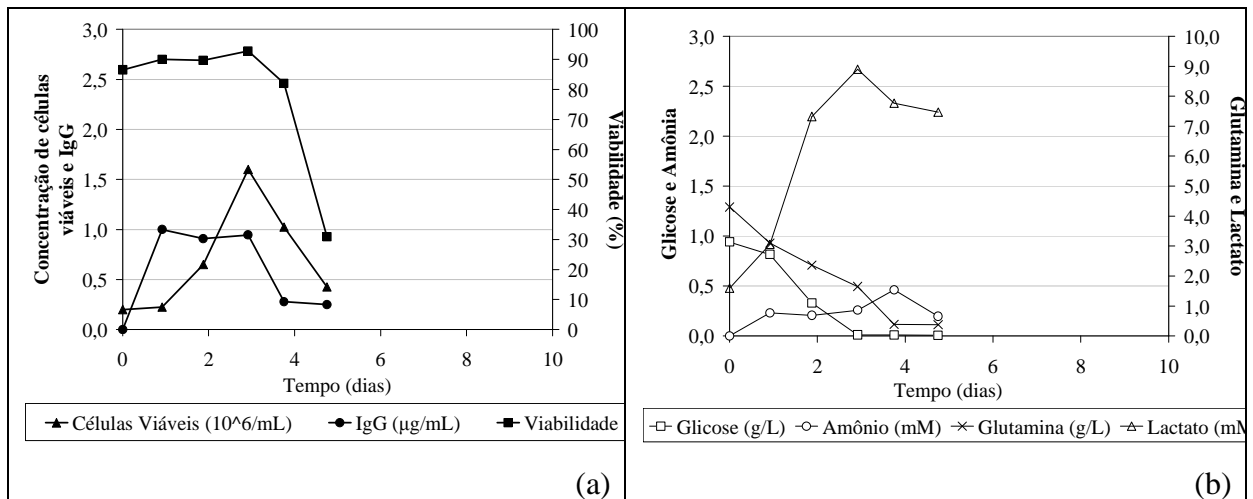 3,0
2,5
2,0
1,5
1,0
0,5
0,0
Concentração de células
viáveis e IgG
100
90
80
70
60
50
40
30
20
10
0
Viabilidade (%)
0 2 4 6 8 10
Tempo (dias)
Células Viáveis (10^6/mL) IgG (μg/mL) Viabilidade
(a)
3,0
2,5
2,0
1,5
1,0
0,5
0,0
Glicose e Amônia
10,0
9,0
8,0
7,0
6,0
5,0
4,0
3,0
2,0
1,0
0,0
Glutamina e Lactato
0 2 4 6 8 10
Tempo (dias)
Glicose (g/L) Amônio (mM) Glutamina (g/L) Lactato (mM
(b)